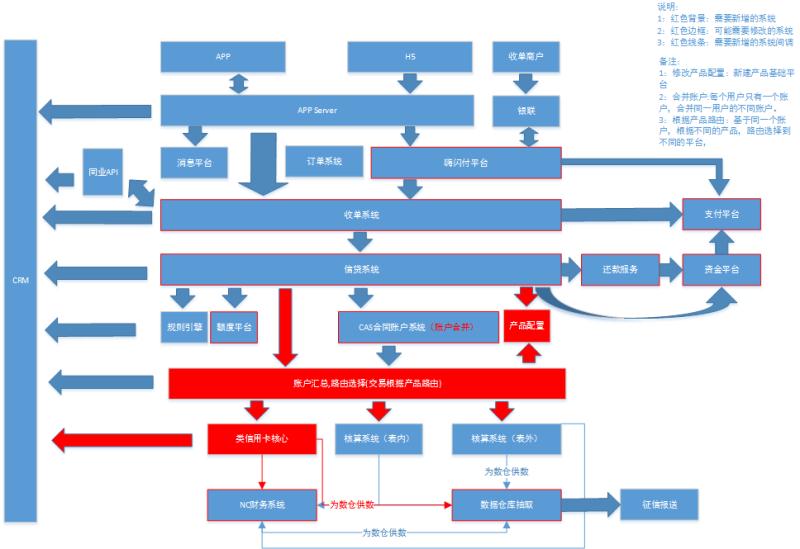 说明:
1：红色背景：需要新增的系统
2：红色边框：可能需要修改的系统
3：红色线条：需要新增的系统间调
备注:
1：修改产品配置：新建产品基础平
台
2：合并账户:每个用户只有一个账
户，合并同一用户的不同账户，
3：根据产品路由：基于同一个账
户，根据不同的产品，路由选择到
不同的平台，
APP
H5
收单商户
APP Server
银联
消息平台
订单系统
嗨闪付平台
同业API
收单系统
支付平台
CRM
信贷系统
还款服务
资金平台
规则引擎
额度平台
CAS合同账户系统（账户合并）
产品配置
账户汇总,路由选择(交易根据产品路由)
类信用卡核心
核算系统（表内）
核算系统（表外）
为数仓供数
NC财务系统
为数仓供数
数据仓库抽取
征信报送
为数仓供数